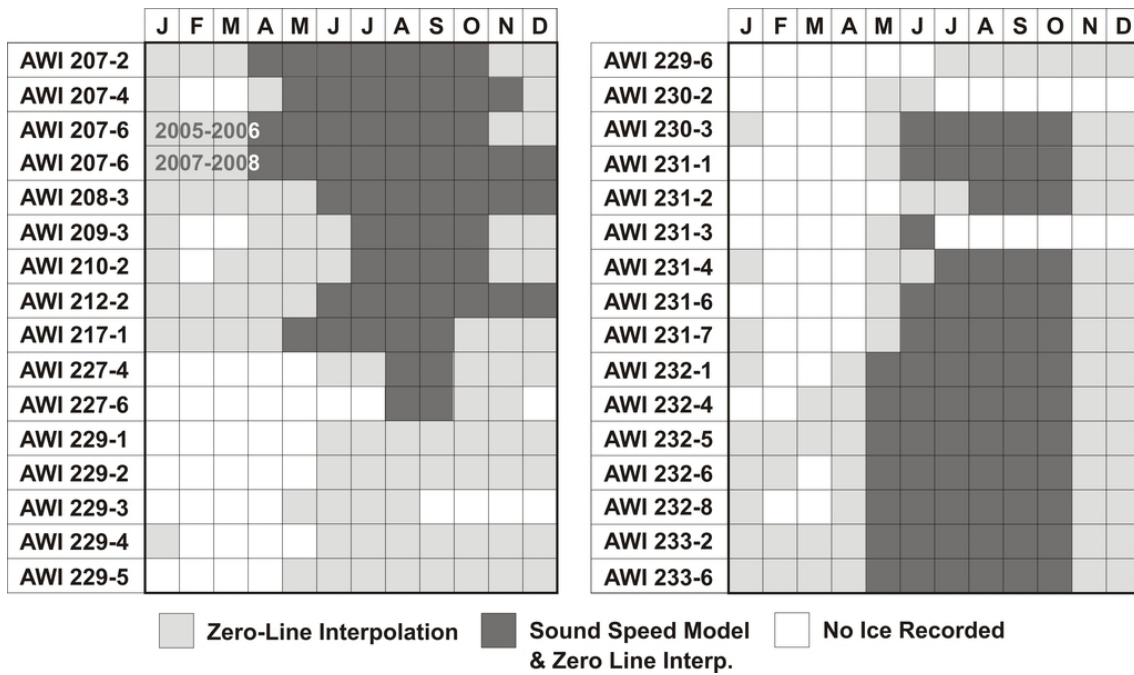 J F M A M J J A S O N D
AWI 207-2
AWI 207-4
AWI 207-6 2005-2006
AWI 207-6 2007-2008
AWI 208-3
AWI 209-3
AWI 210-2
AWI 212-2
AWI 217-1
AWI 227-4
AWI 227-6
AWI 229-1
AWI 229-2
AWI 229-3
AWI 229-4
AWI 229-5
J F M A M J J A S O N D
AWI 229-6
AWI 230-2
AWI 230-3
AWI 231-1
AWI 231-2
AWI 231-3
AWI 231-4
AWI 231-6
AWI 231-7
AWI 232-1
AWI 232-4
AWI 232-5
AWI 232-6
AWI 232-8
AWI 233-2
AWI 233-6
Zero-Line Interpolation
Sound Speed Model
& Zero Line Interp.
No Ice Recorded